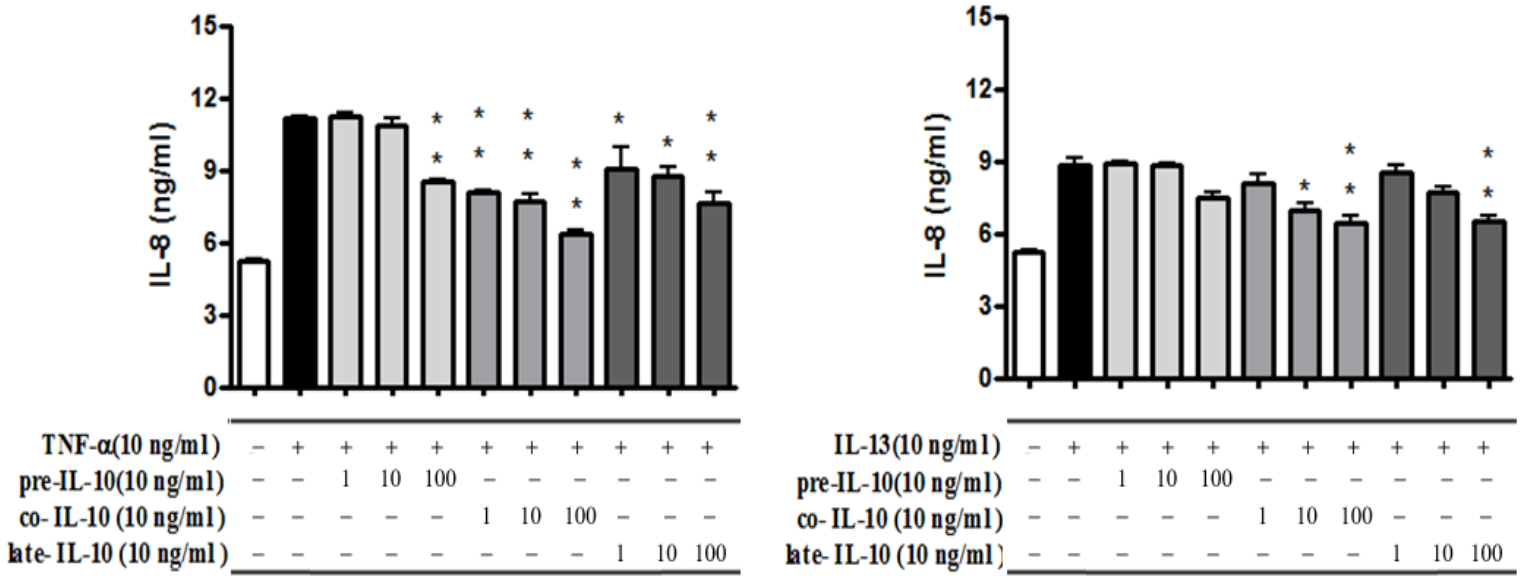 15
12
9
6
3
0
IL-8 (ng/ml)
* * * * * * * *
* * * * * *
TNF-α(10 ng/ml) – + + + + + + + + + +
pre-IL-10(10 ng/ml) – – 1 10 100 – – – – – –
co- IL-10 (10 ng/ml) – – – – – 1 10 100 – – –
late-IL-10 (10 ng/ml) – – – – – – – – 1 10 100
15
12
9
6
3
0
IL-8 (ng/ml)
* *
* * *
IL-13(10 ng/ml) – + + + + + + + + + +
pre-IL-10(10 ng/ml) – – 1 10 100 – – – – – –
co- IL-10 (10 ng/ml) – – – – – 1 10 100 – – –
late- IL-10 (10 ng/ml) – – – – – – – – 1 10 100